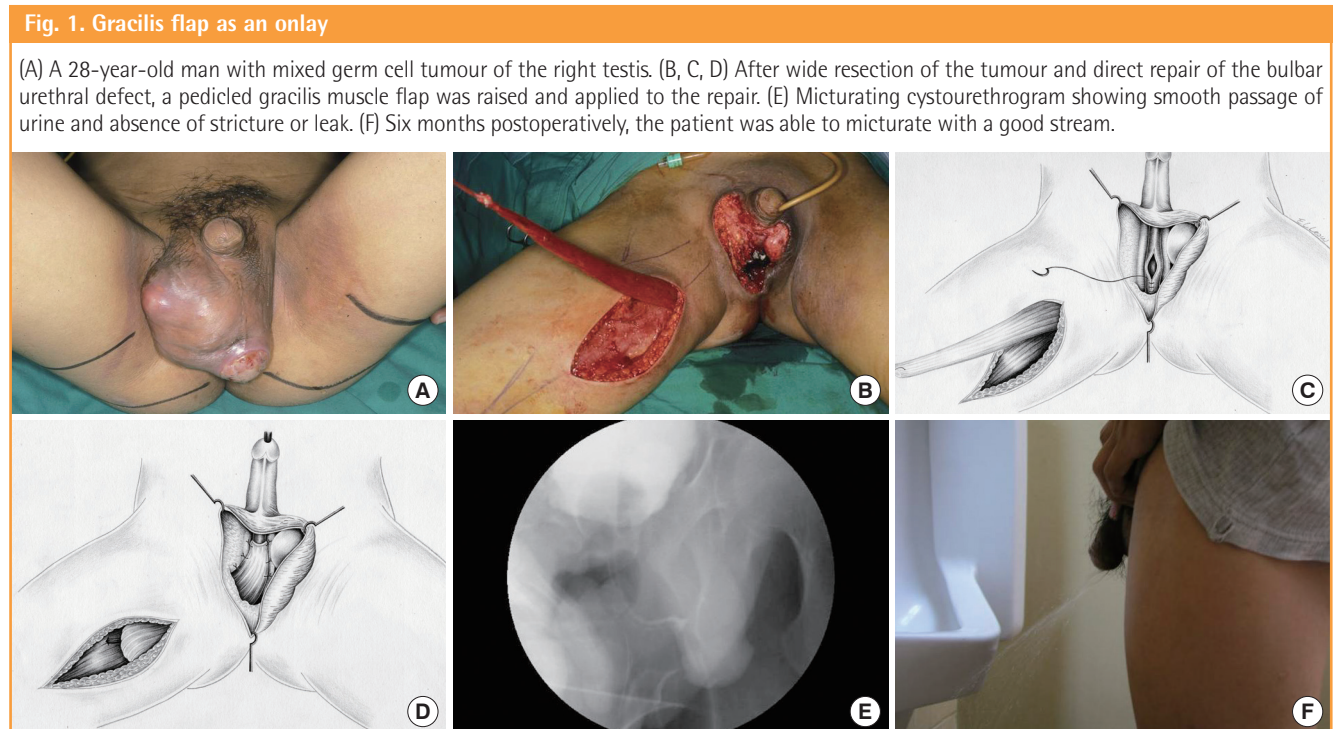 Fig. 1. Gracilis flap as an onlay
(A) A 28-year-old man with mixed germ cell tumour of the right testis. (B, C, D) After wide resection of the tumour and direct repair of the bulbar
urethral defect, a pedicled gracilis muscle flap was raised and applied to the repair. (E) Micturating cystourethrogram showing smooth passage of
urine and absence of stricture or leak. (F) Six months postoperatively, the patient was able to micturate with a good stream.
A
B
C
D
E
F